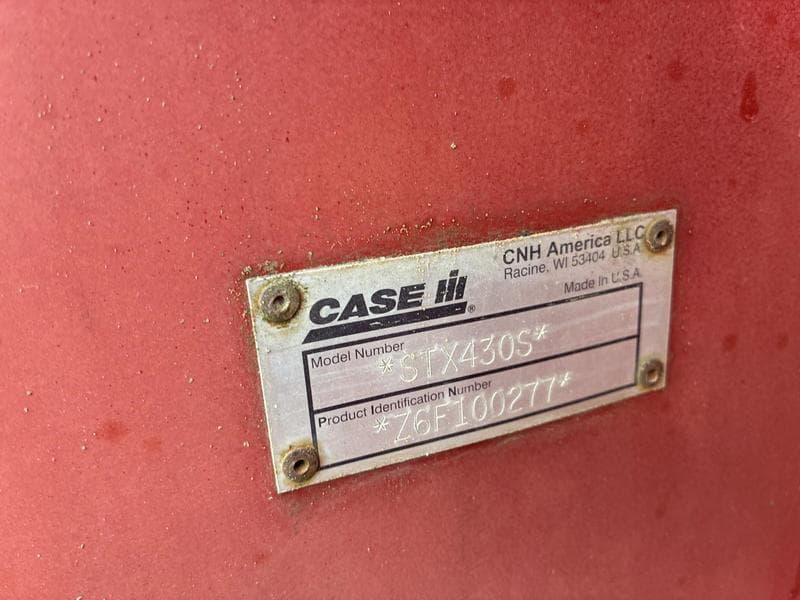 CASE IH®
CNH America LLC
Racine, WI 53404 U.S.A.
Made in U.S.A.
Model Number
*STX430S*
Product Identification Number
*Z6F100277*